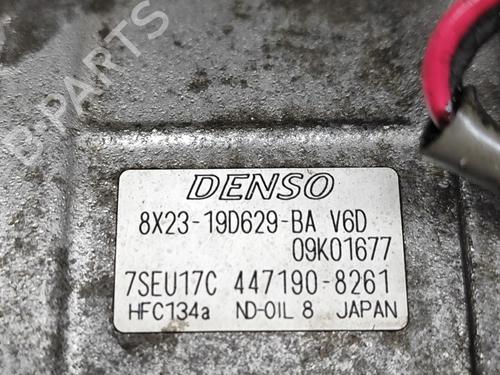 B-PARTS
DENSO
8X23-19D629-BA V6D
09K01677
7SEU17C 447190-8261
HFC134a ND-OIL 8 JAPAN